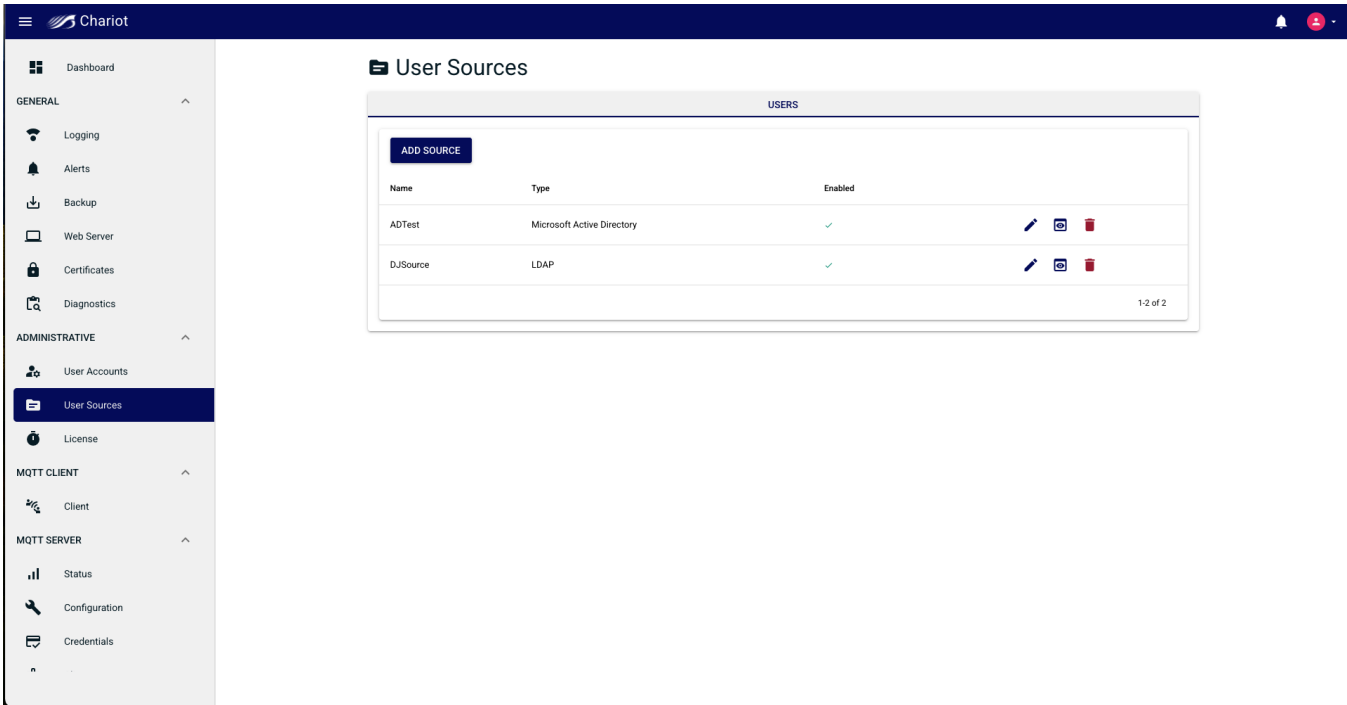 Chariot
Dashboard
GENERAL
Logging
Alerts
Backup
Web Server
Certificates
Diagnostics
ADMINISTRATIVE
User Accounts
User Sources
License
MQTT CLIENT
Client
MQTT SERVER
Status
Configuration
Credentials
User Sources
USERS
ADD SOURCE
Name Type Enabled
ADTest Microsoft Active Directory
DJSource LDAP
1-2 of 2